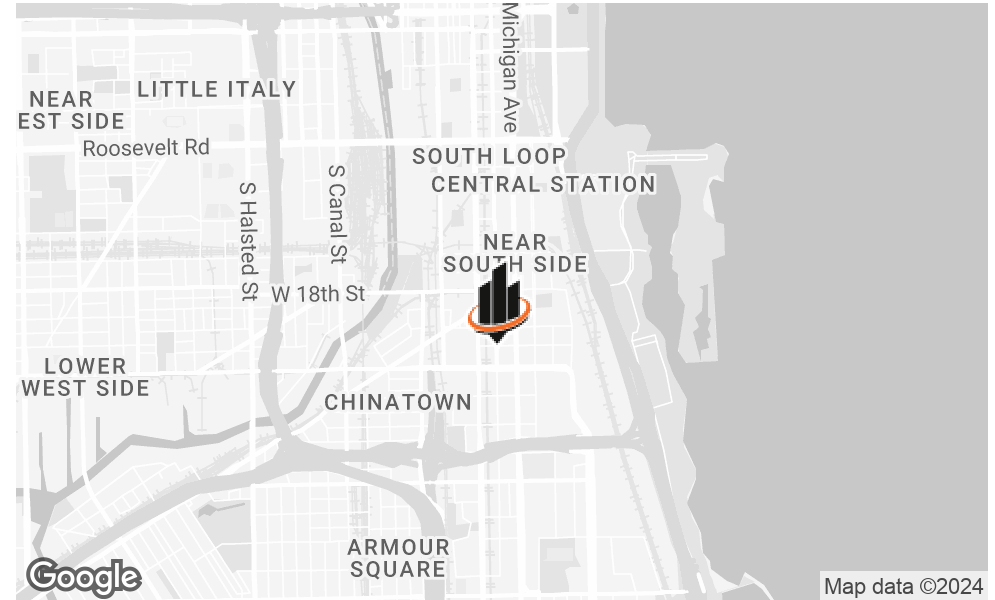 Michigan Ave
LITTLE ITALY
NEAR
EST SIDE
Roosevelt Rd
SOUTH LOOP
CENTRAL STATION
S Halsted St
S Canal St
NEAR
SOUTH SIDE
W 18th St
LOWER
WEST SIDE
CHINATOWN
ARMOUR
SQUARE
Google
Map data ©2024